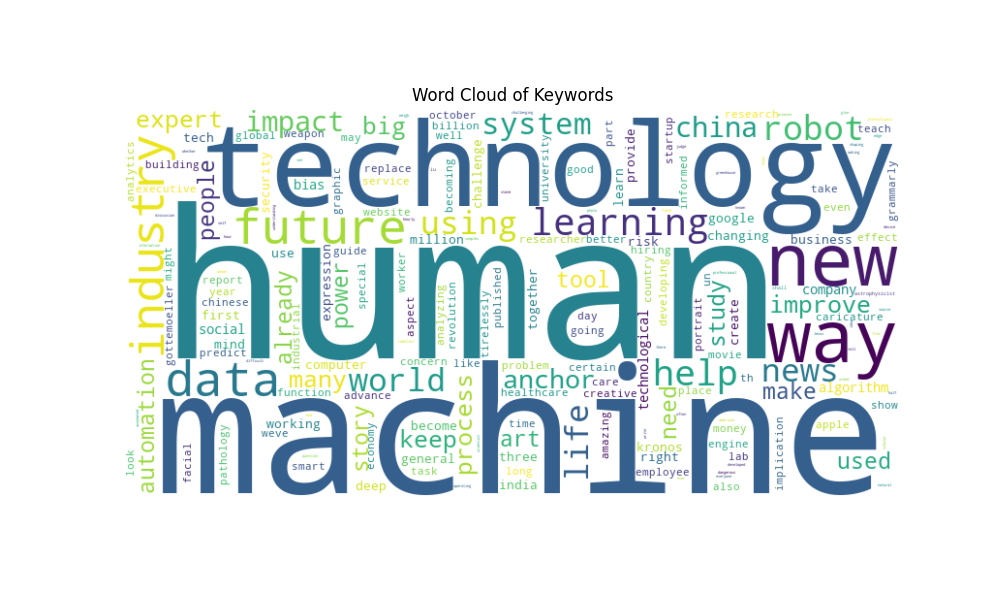 Word Cloud of Keywords
technology
human
machine
new
way
future
using
learning
industry
automation
data
world
help
news
system
china
robot
impact
big
expert
people
tech
global
weapon
may
october
billion
well
challenge
university
good
part
provide
startup
research
teach
informed
learn
building
executive
analytics
security
bias
graphic
replace
service
website
becoming
google
changing
take
even
grammarly
business
effect
million
researcher
better
risk
hiring
use
guide
expression
power
special
worker
aspect
analyzing
revolution
tirelessly
published
together
tool
day
going
country
developing
technological
un
portrait
study
create
movie
improve
company
astrophysicist
caricature
might
gottemoeller
report
year
chinese
first
social
mind
predict
already
industrial
computer
concern
like
problem
certain
many
function
advance
process
anchor
healthcare
care
creative
need
place
th
make
algorithm
show
look
working
weve
story
economy
become
keep
general
task
time
art
three
long
india
life
amazing
kronos
right
employee
money
engine
lab
also
apple
implication
used
facial
pathology
smart
deep